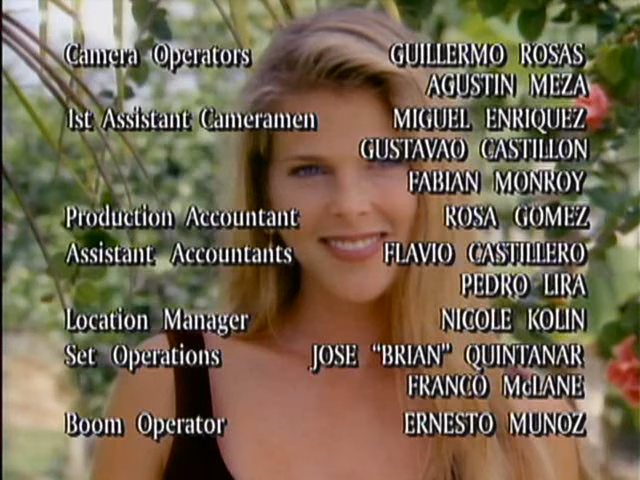 Camera Operators GUILLERMO ROSAS
AGUSTIN MEZA
1st Assistant Cameramen MIGUEL ENRIQUEZ
GUSTAVAO CASTILLON
FABIAN MONROY
Production Accountant ROSA GOMEZ
Assistant Accountants FLAVIO CASTILLERO
PEDRO LIRA
Location Manager NICOLE KOLIN
Set Operations JOSE "BRIAN" QUINTANAR
FRANCO McLANE
Boom Operator ERNESTO MUNOZ